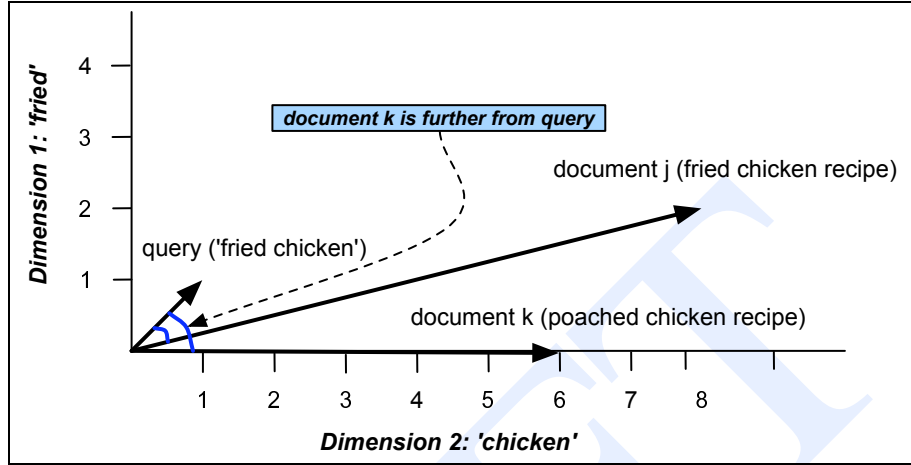 Dimension 1: 'fried'
4
3
2
1
document k is further from query
document j (fried chicken recipe)
query ('fried chicken')
document k (poached chicken recipe)
1 2 3 4 5 6 7 8
Dimension 2: 'chicken'